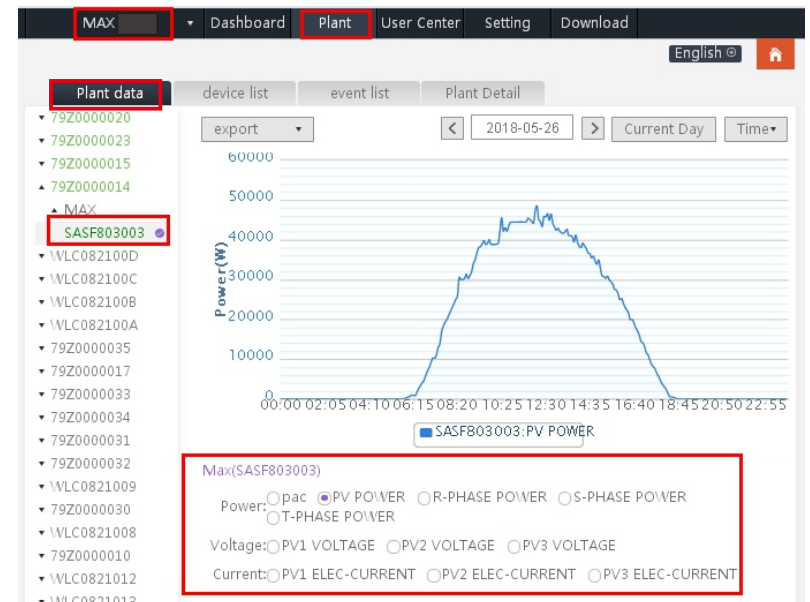 MAX Dashboard Plant User Center Setting Download
English
Plant data device list event list Plant Detail
79Z0000020
79Z0000023
79Z0000015
79Z0000014
MAX
SASF803003
WLC082100D
WLC082100C
WLC082100B
WLC082100A
79Z0000035
79Z0000017
79Z0000033
79Z0000034
79Z0000031
79Z0000032
WLC0821009
79Z0000030
WLC0821008
79Z0000010
WLC0821012
WLC0821013
export 2018-05-26 Current Day Time
60000
50000
40000
30000
20000
10000
0
Power(W)
00:00 02:05 04:10 06:15 08:20 10:25 12:30 14:35 16:40 18:45 20:50 22:55
SASF803003:PV POWER
Max(SASF803003)
Power: pac PV POWER R-PHASE POWER S-PHASE POWER
T-PHASE POWER
Voltage: PV1 VOLTAGE PV2 VOLTAGE PV3 VOLTAGE
Current: PV1 ELEC-CURRENT PV2 ELEC-CURRENT PV3 ELEC-CURRENT